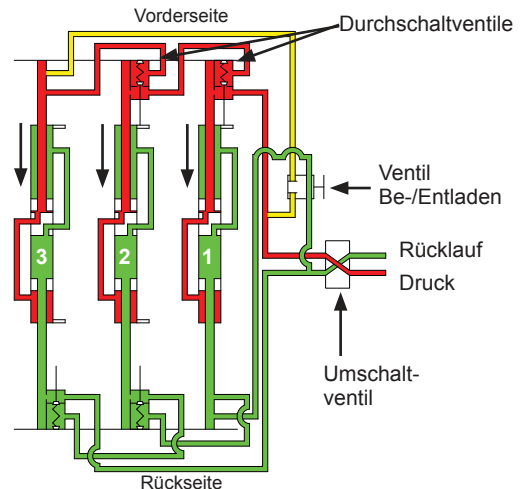 Vorderseite
Durchschaltventile
Ventil
Be-/Entladen
3
2
1
Rücklauf
Druck
Umschalt-
ventil
Rückseite